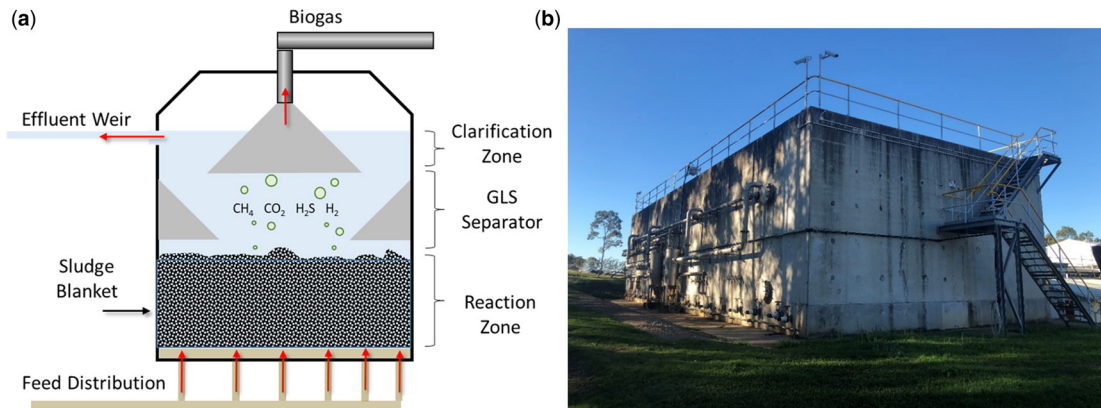 (a)
Biogas
Effluent Weir
Clarification
Zone
GLS
Separator
CH₄ CO₂ H₂S H₂
Sludge
Blanket
Reaction
Zone
Feed Distribution
(b)